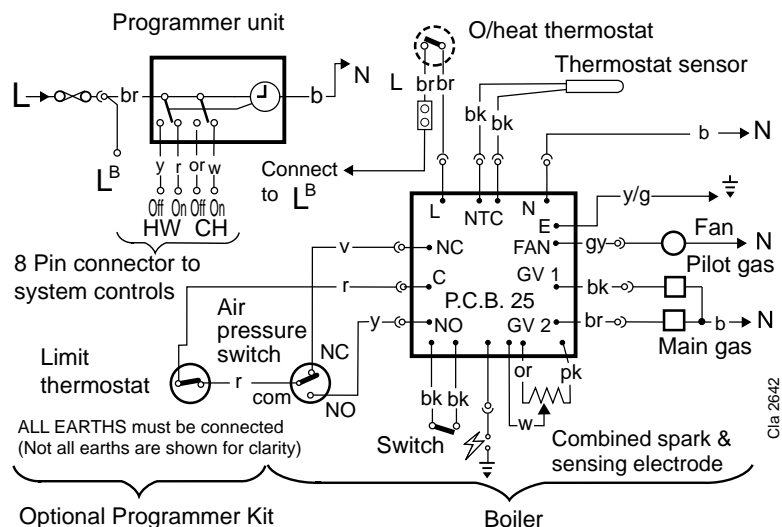 Programmer unit
O/heat thermostat
Thermostat sensor
L
br
b
N
L
br
br
bk
bk
b
N
y
r
or
w
L B
Connect
to L B
Off On Off On
HW CH
y/g
L
NTC
N
E
8 Pin connector to
system controls
v
NC
FAN
gy
Fan
N
r
C
GV 1
bk
Pilot gas
P.C.B. 25
y
NO
GV 2
br
b
N
Main gas
Air
pressure
switch
NC
Limit
thermostat
r
com
NO
bk
bk
or
pk
w
Switch
ALL EARTHS must be connected
(Not all earths are shown for clarity)
Combined spark &
sensing electrode
Cla 2642
Optional Programmer Kit
Boiler